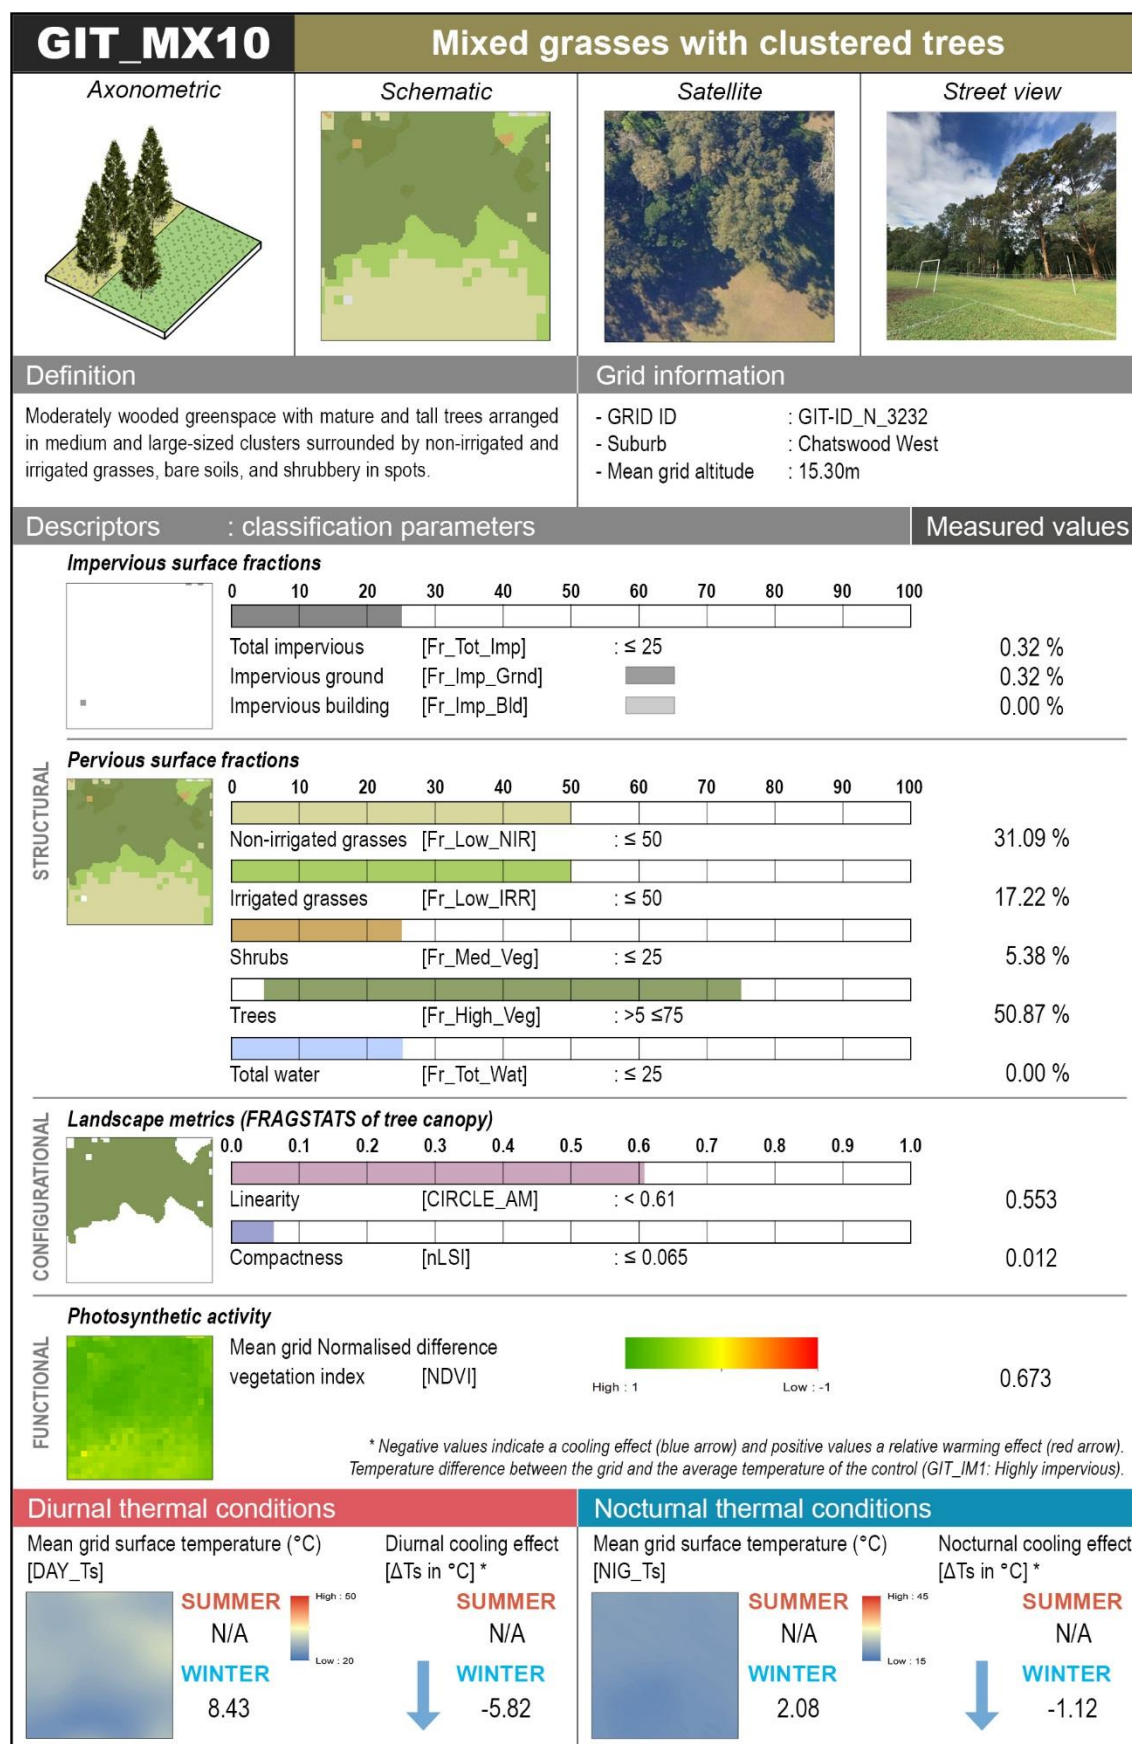 GIT_MX10 Mixed grasses with clustered trees
Axonometric Schematic Satellite Street view
Definition
Moderately wooded greenspace with mature and tall trees arranged
in medium and large-sized clusters surrounded by non-irrigated and
irrigated grasses, bare soils, and shrubbery in spots.
Grid information
- GRID ID : GIT-ID_N_3232
- Suburb : Chatswood West
- Mean grid altitude : 15.30m
Descriptors : classification parameters Measured values
STRUCTURAL
Impervious surface fractions
0 10 20 30 40 50 60 70 80 90 100
Total impervious [Fr_Tot_Imp] : ≤ 25 0.32 %
Impervious ground [Fr_Imp_Grnd] 0.32 %
Impervious building [Fr_Imp_Bld] 0.00 %
Pervious surface fractions
0 10 20 30 40 50 60 70 80 90 100
Non-irrigated grasses [Fr_Low_NIR] : ≤ 50 31.09 %
Irrigated grasses [Fr_Low_IRR] : ≤ 50 17.22 %
Shrubs [Fr_Med_Veg] : ≤ 25 5.38 %
Trees [Fr_High_Veg] : >5 ≤75 50.87 %
Total water [Fr_Tot_Wat] : ≤ 25 0.00 %
CONFIGURATIONAL
Landscape metrics (FRAGSTATS of tree canopy)
0.0 0.1 0.2 0.3 0.4 0.5 0.6 0.7 0.8 0.9 1.0
Linearity [CIRCLE_AM] : < 0.61 0.553
Compactness [nLSI] : ≤ 0.065 0.012
FUNCTIONAL
Photosynthetic activity
Mean grid Normalised difference
vegetation index [NDVI] 0.673
High : 1 Low : -1
* Negative values indicate a cooling effect (blue arrow) and positive values a relative warming effect (red arrow).
Temperature difference between the grid and the average temperature of the control (GIT_IM1: Highly impervious).
Diurnal thermal conditions
Mean grid surface temperature (°C)
[DAY_Ts]
SUMMER
N/A
WINTER
8.43
High : 50
Low : 20
Diurnal cooling effect
[ΔTs in °C] *
SUMMER
N/A
WINTER
-5.82
Nocturnal thermal conditions
Mean grid surface temperature (°C)
[NIG_Ts]
SUMMER
N/A
WINTER
2.08
High : 45
Low : 15
Nocturnal cooling effect
[ΔTs in °C] *
SUMMER
N/A
WINTER
-1.12